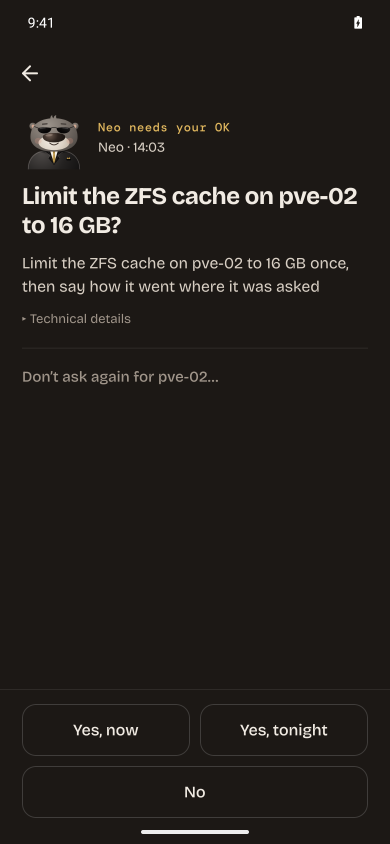 9:41
Neo needs your OK
Neo · 14:03
Limit the ZFS cache on pve-02
to 16 GB?
Limit the ZFS cache on pve-02 to 16 GB once,
then say how it went where it was asked
▸ Technical details
Don't ask again for pve-02...
Yes, now
Yes, tonight
No